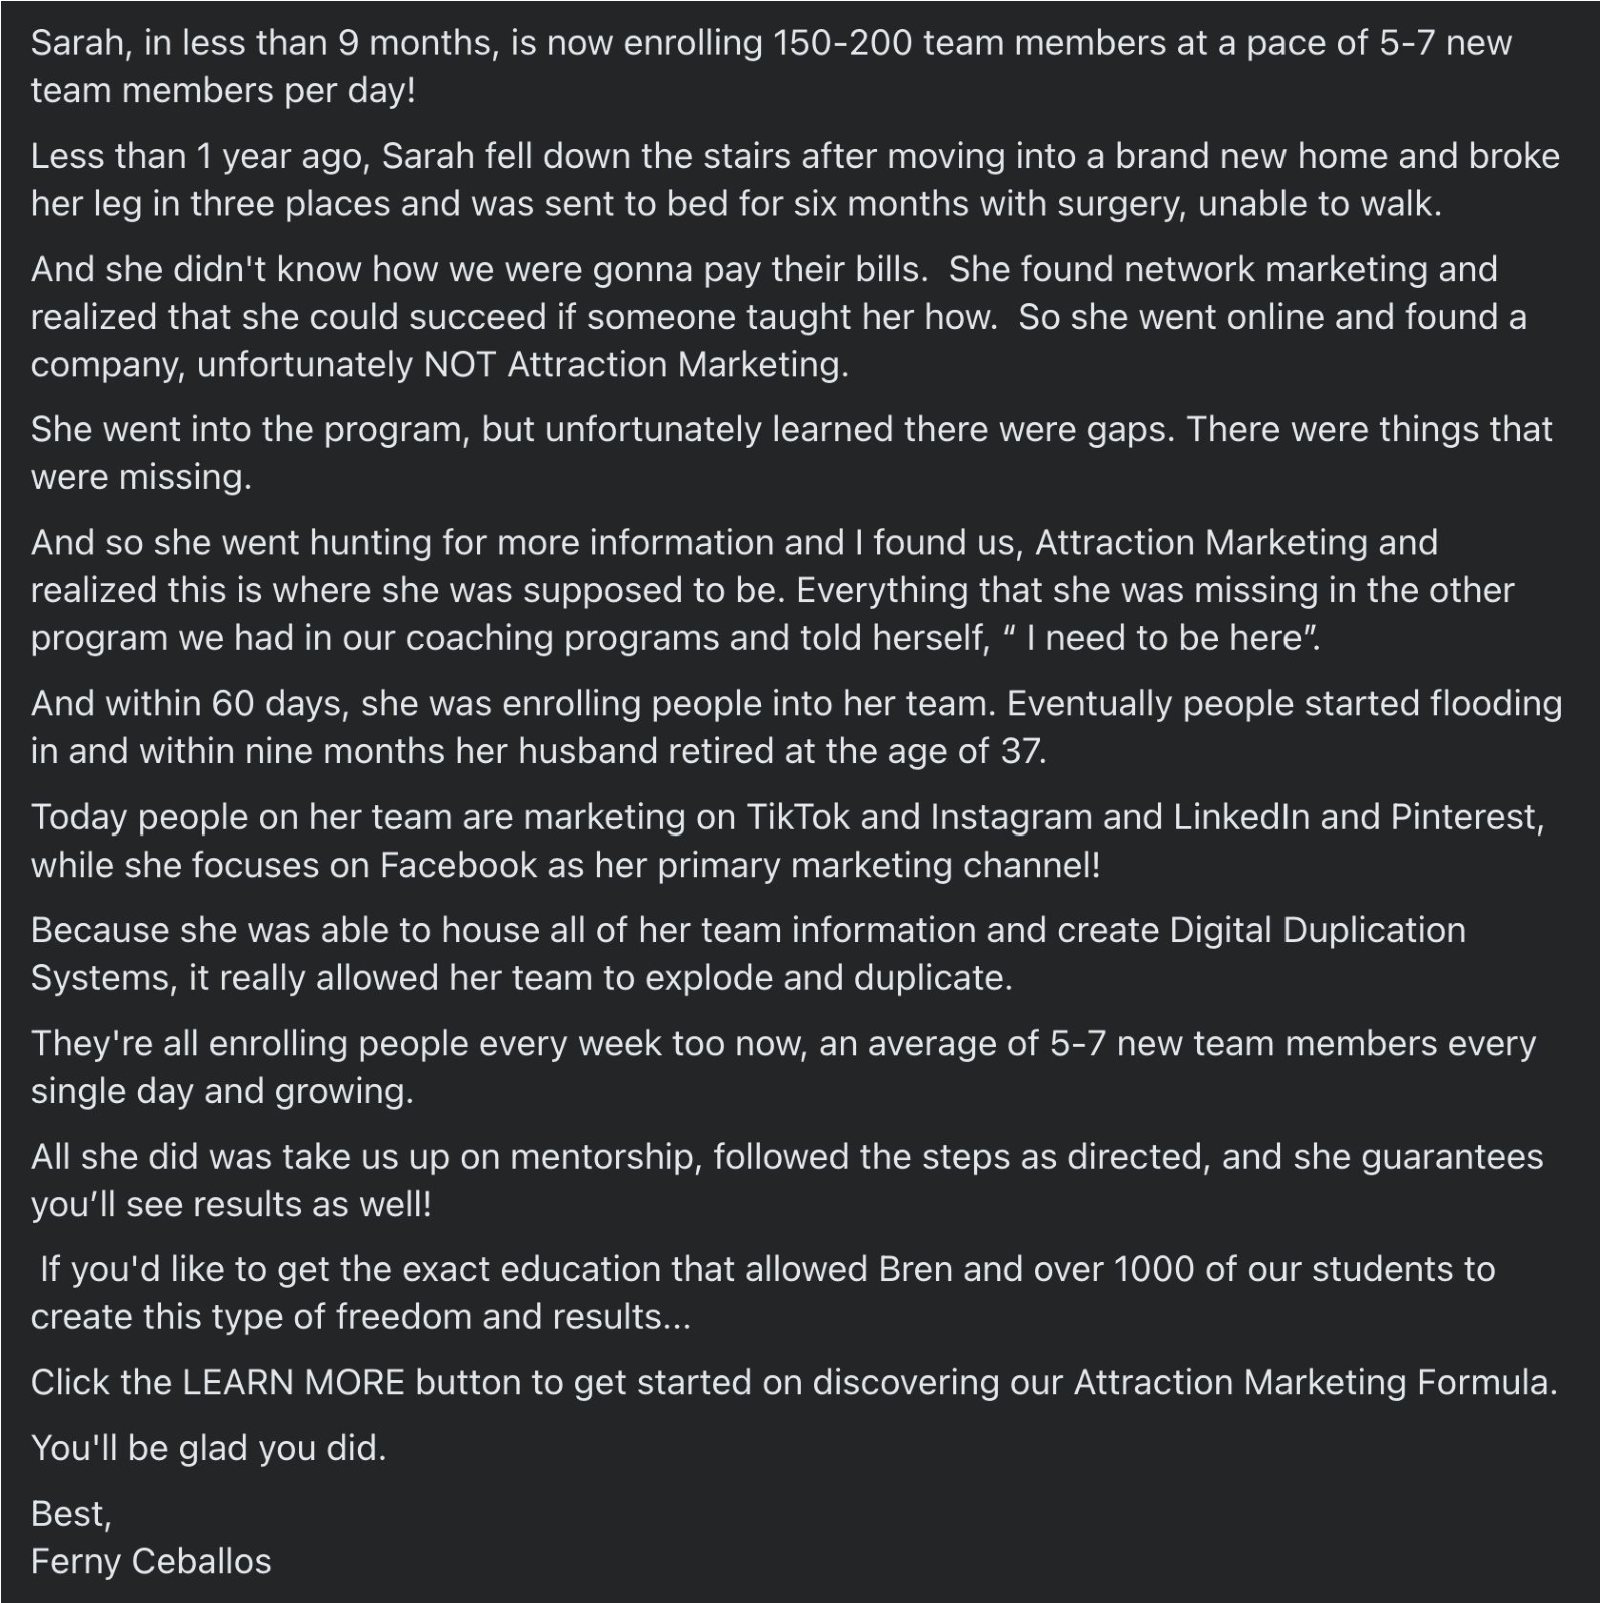 Sarah, in less than 9 months, is now enrolling 150-200 team members at a pace of 5-7 new
team members per day!
Less than 1 year ago, Sarah fell down the stairs after moving into a brand new home and broke
her leg in three places and was sent to bed for six months with surgery, unable to walk.
And she didn't know how we were gonna pay their bills.  She found network marketing and
realized that she could succeed if someone taught her how.  So she went online and found a
company, unfortunately NOT Attraction Marketing.
She went into the program, but unfortunately learned there were gaps. There were things that
were missing.
And so she went hunting for more information and I found us, Attraction Marketing and
realized this is where she was supposed to be. Everything that she was missing in the other
program we had in our coaching programs and told herself, “ I need to be here”.
And within 60 days, she was enrolling people into her team. Eventually people started flooding
in and within nine months her husband retired at the age of 37.
Today people on her team are marketing on TikTok and Instagram and LinkedIn and Pinterest,
while she focuses on Facebook as her primary marketing channel!
Because she was able to house all of her team information and create Digital Duplication
Systems, it really allowed her team to explode and duplicate.
They're all enrolling people every week too now, an average of 5-7 new team members every
single day and growing.
All she did was take us up on mentorship, followed the steps as directed, and she guarantees
you’ll see results as well!
If you'd like to get the exact education that allowed Bren and over 1000 of our students to
create this type of freedom and results...
Click the LEARN MORE button to get started on discovering our Attraction Marketing Formula.
You'll be glad you did.
Best,
Ferny Ceballos